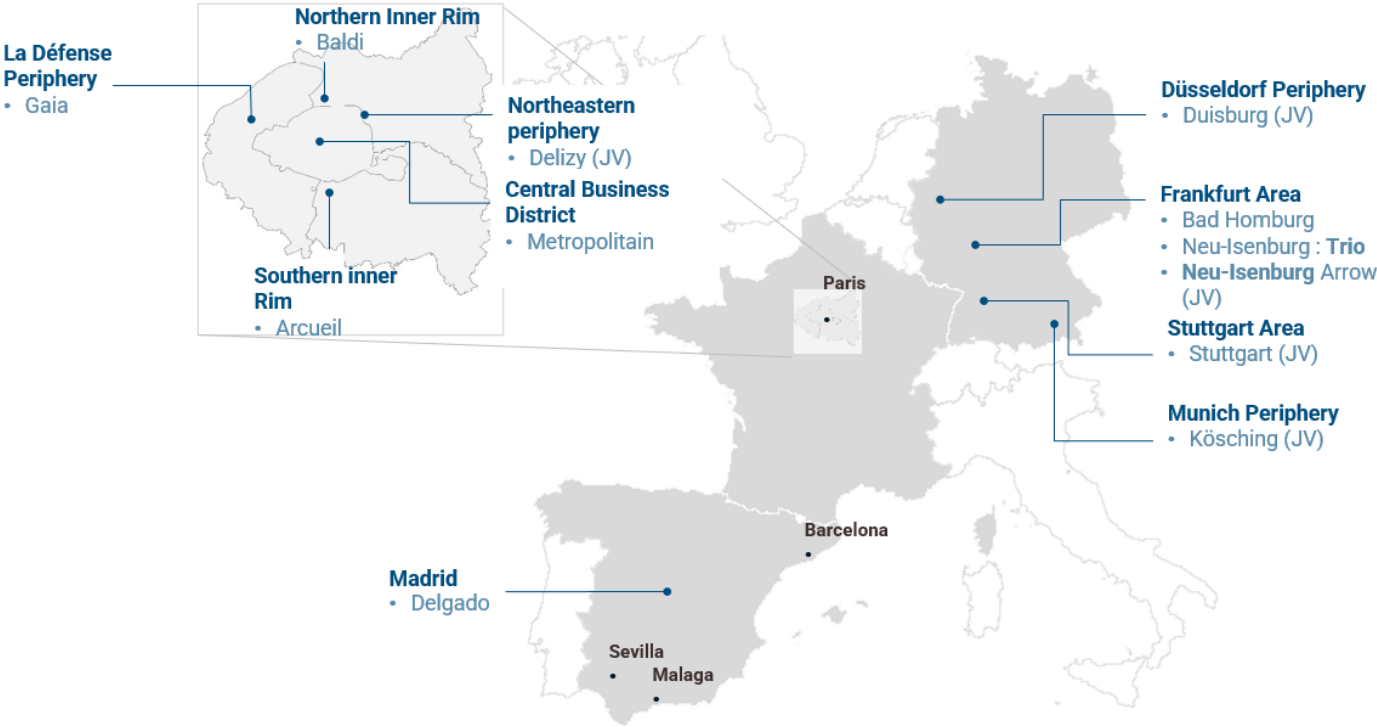 Northern Inner Rim
• Baldi
La Défense
Periphery
• Gaia
Northeastern
periphery
• Delizy (JV)
Central Business
District
• Metropolitain
Southern inner
Rim
• Arcueil
Düsseldorf Periphery
• Duisburg (JV)
Frankfurt Area
• Bad Homburg
• Neu-Isenburg : Trio
• Neu-Isenburg Arrow
(JV)
Stuttgart Area
• Stuttgart (JV)
Munich Periphery
• Kösching (JV)
Paris
Barcelona
Madrid
• Delgado
Sevilla
Malaga